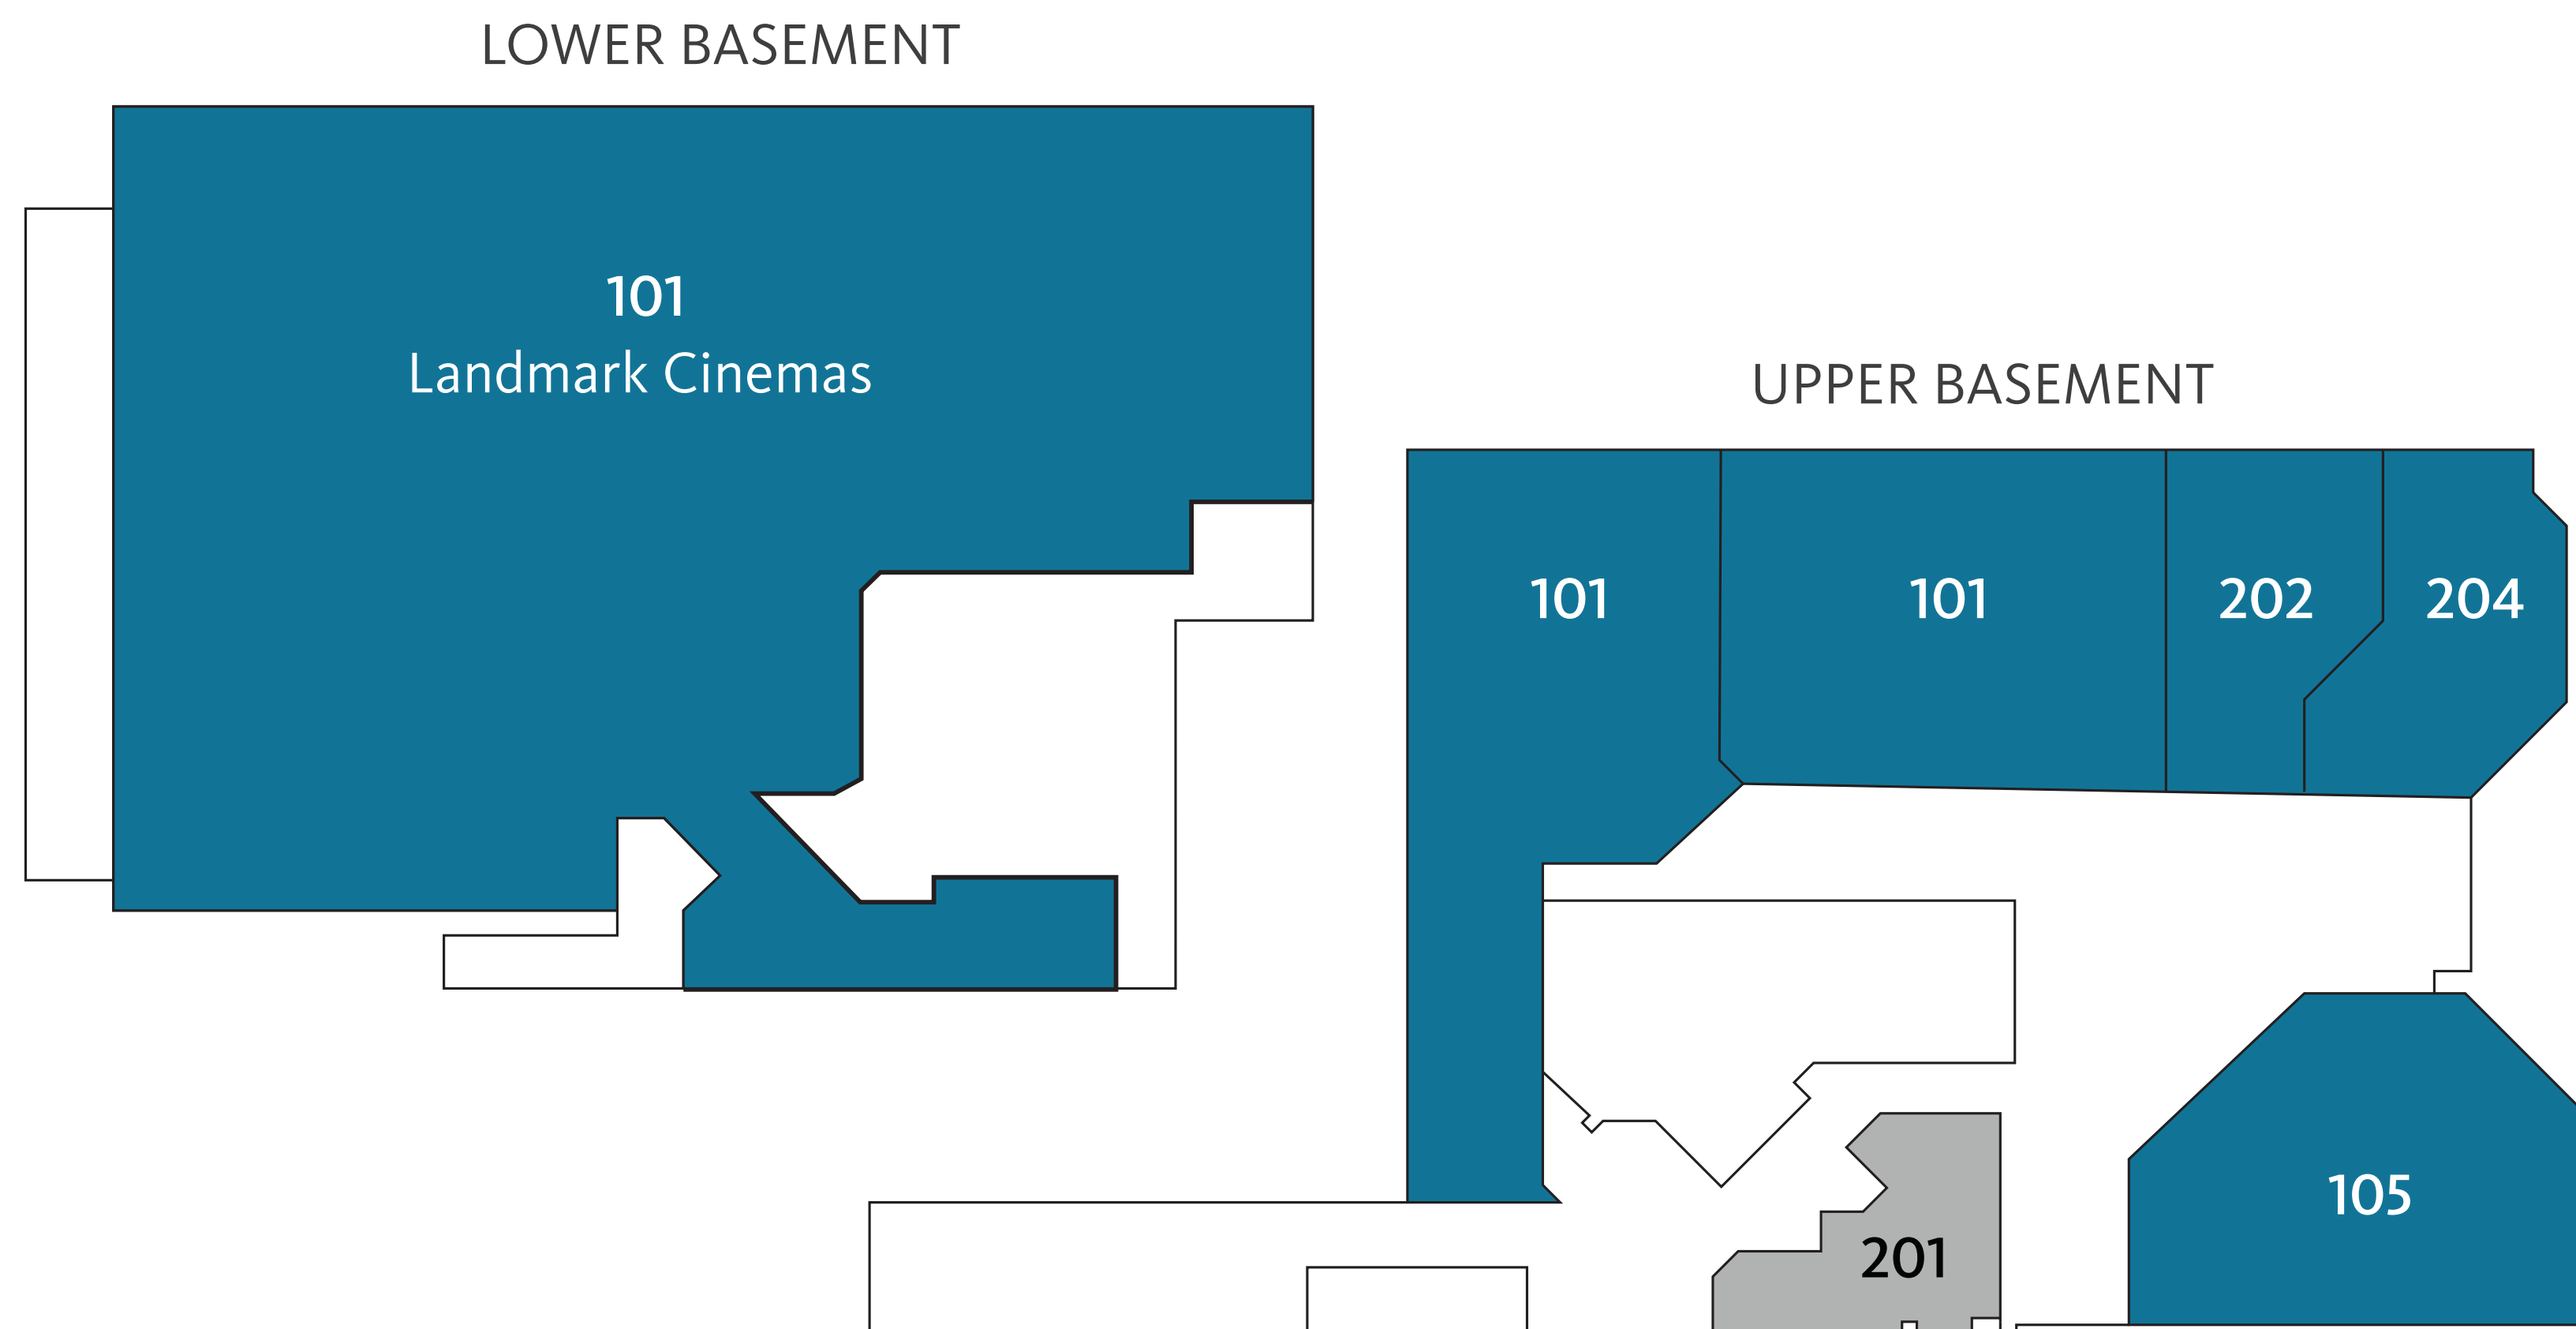 LOWER BASEMENT
101
Landmark Cinemas
UPPER BASEMENT
101
101
202
204
105
201